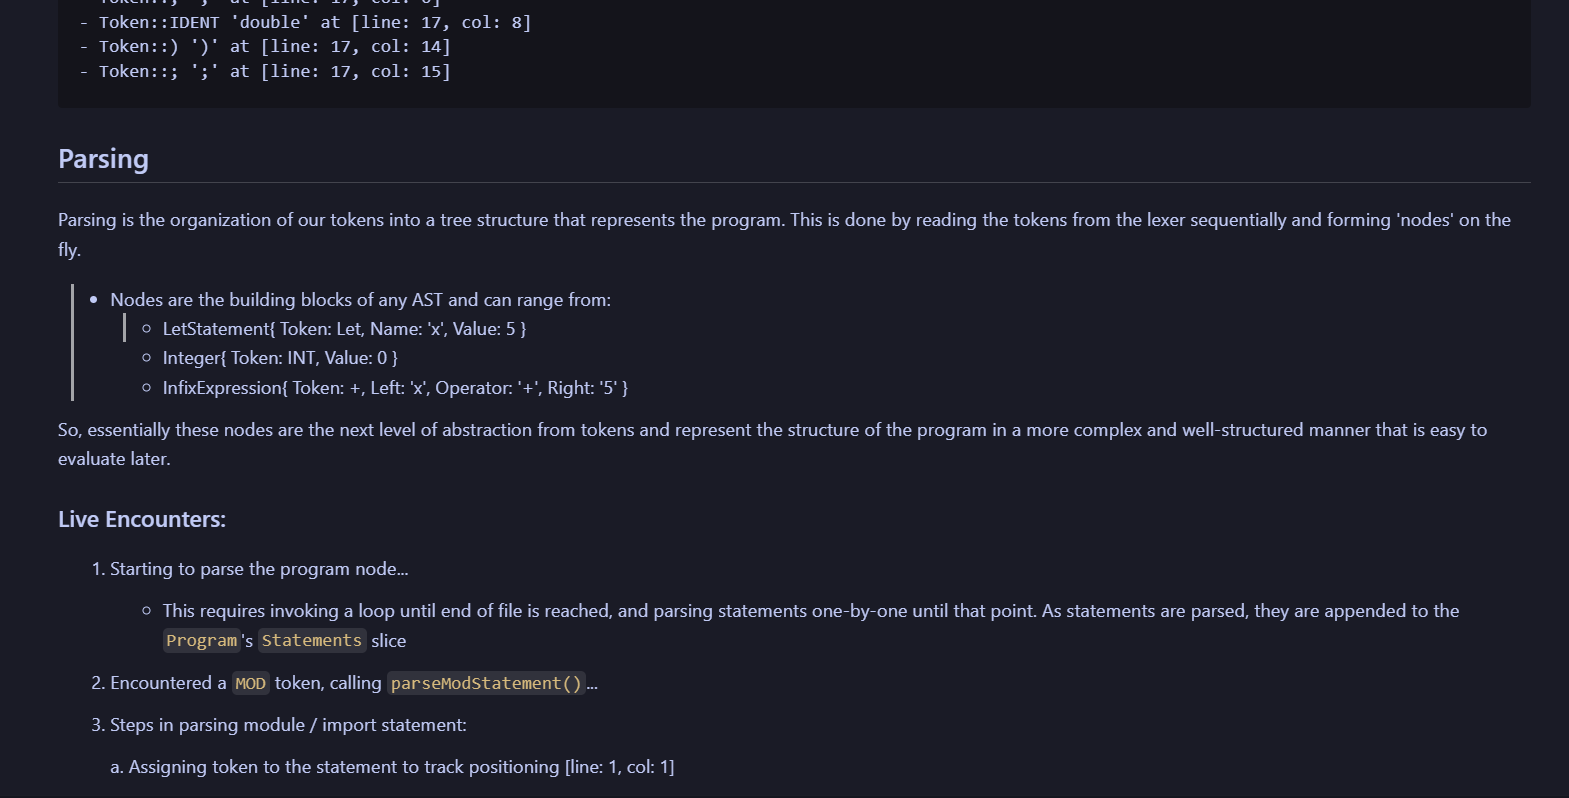 - Token::; ';' at [line: 17, col: 6]
- Token::IDENT 'double' at [line: 17, col: 8]
- Token::) ')' at [line: 17, col: 14]
- Token::; ';' at [line: 17, col: 15]
Parsing
Parsing is the organization of our tokens into a tree structure that represents the program. This is done by reading the tokens from the lexer sequentially and forming 'nodes' on the
fly.
• Nodes are the building blocks of any AST and can range from:
◦ LetStatement{ Token: Let, Name: 'x', Value: 5 }
◦ Integer{ Token: INT, Value: 0 }
◦ InfixExpression{ Token: +, Left: 'x', Operator: '+', Right: '5' }
So, essentially these nodes are the next level of abstraction from tokens and represent the structure of the program in a more complex and well-structured manner that is easy to
evaluate later.
Live Encounters:
1. Starting to parse the program node...
◦ This requires invoking a loop until end of file is reached, and parsing statements one-by-one until that point. As statements are parsed, they are appended to the
Program's Statements slice
2. Encountered a MOD token, calling parseModStatement()...
3. Steps in parsing module / import statement:
a. Assigning token to the statement to track positioning [line: 1, col: 1]